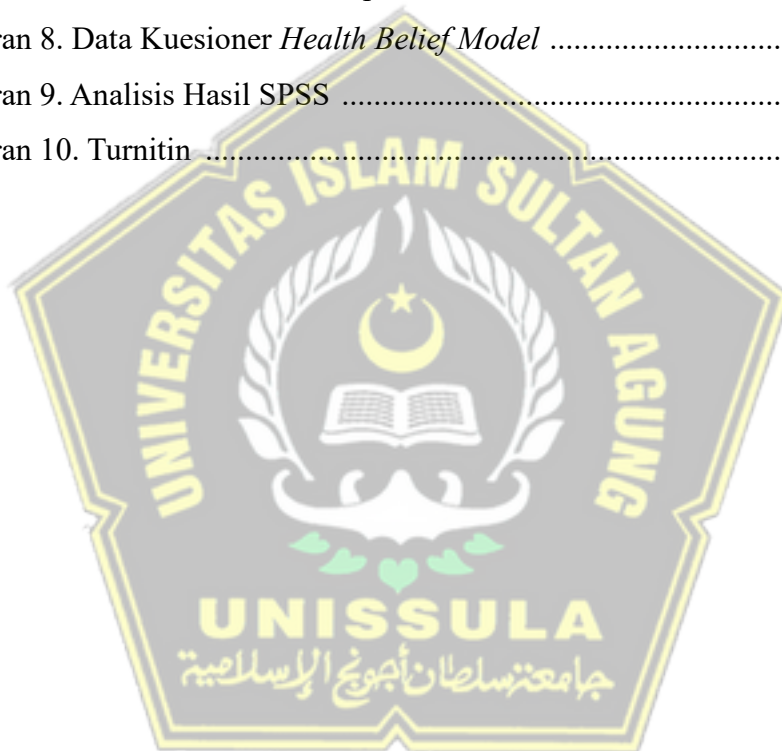 ran 8. Data Kuesioner Health Belief Model ..............................
ran 9. Analisis Hasil SPSS ........................................................
ran 10. Turnitin .........................................................................
UNIVERSITAS ISLAM SULTAN AGUNG
UNISSULA
جامعة سلطان أجونج الإسلامية